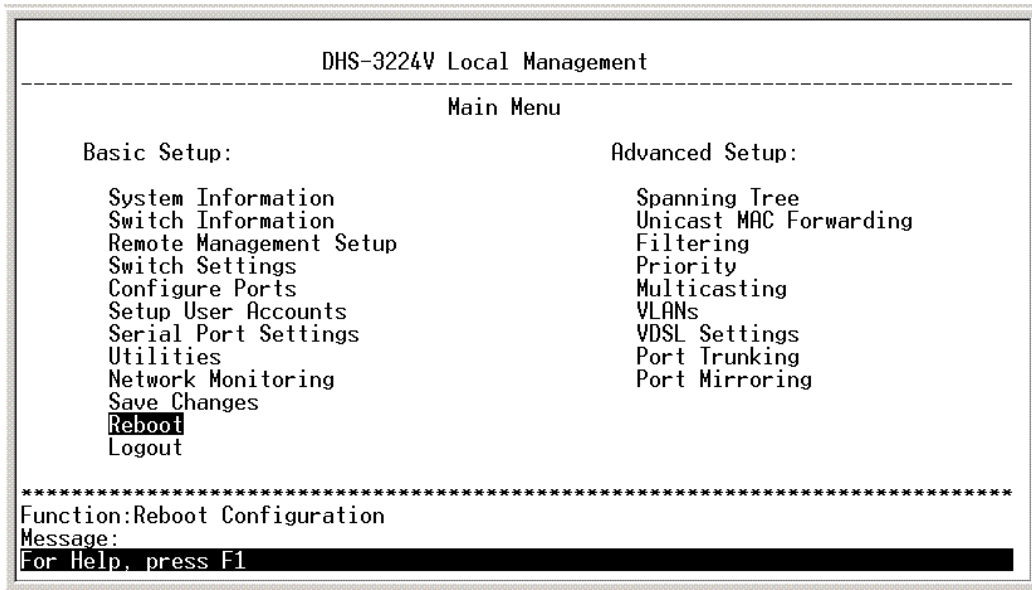 DHS-3224V Local Management
Main Menu
Basic Setup:
System Information
Switch Information
Remote Management Setup
Switch Settings
Configure Ports
Setup User Accounts
Serial Port Settings
Utilities
Network Monitoring
Save Changes
Reboot
Logout
Advanced Setup:
Spanning Tree
Unicast MAC Forwarding
Filtering
Priority
Multicasting
VLANs
VDSL Settings
Port Trunking
Port Mirroring
*******************************************************************************
Function:Reboot Configuration
Message:
For Help, press F1